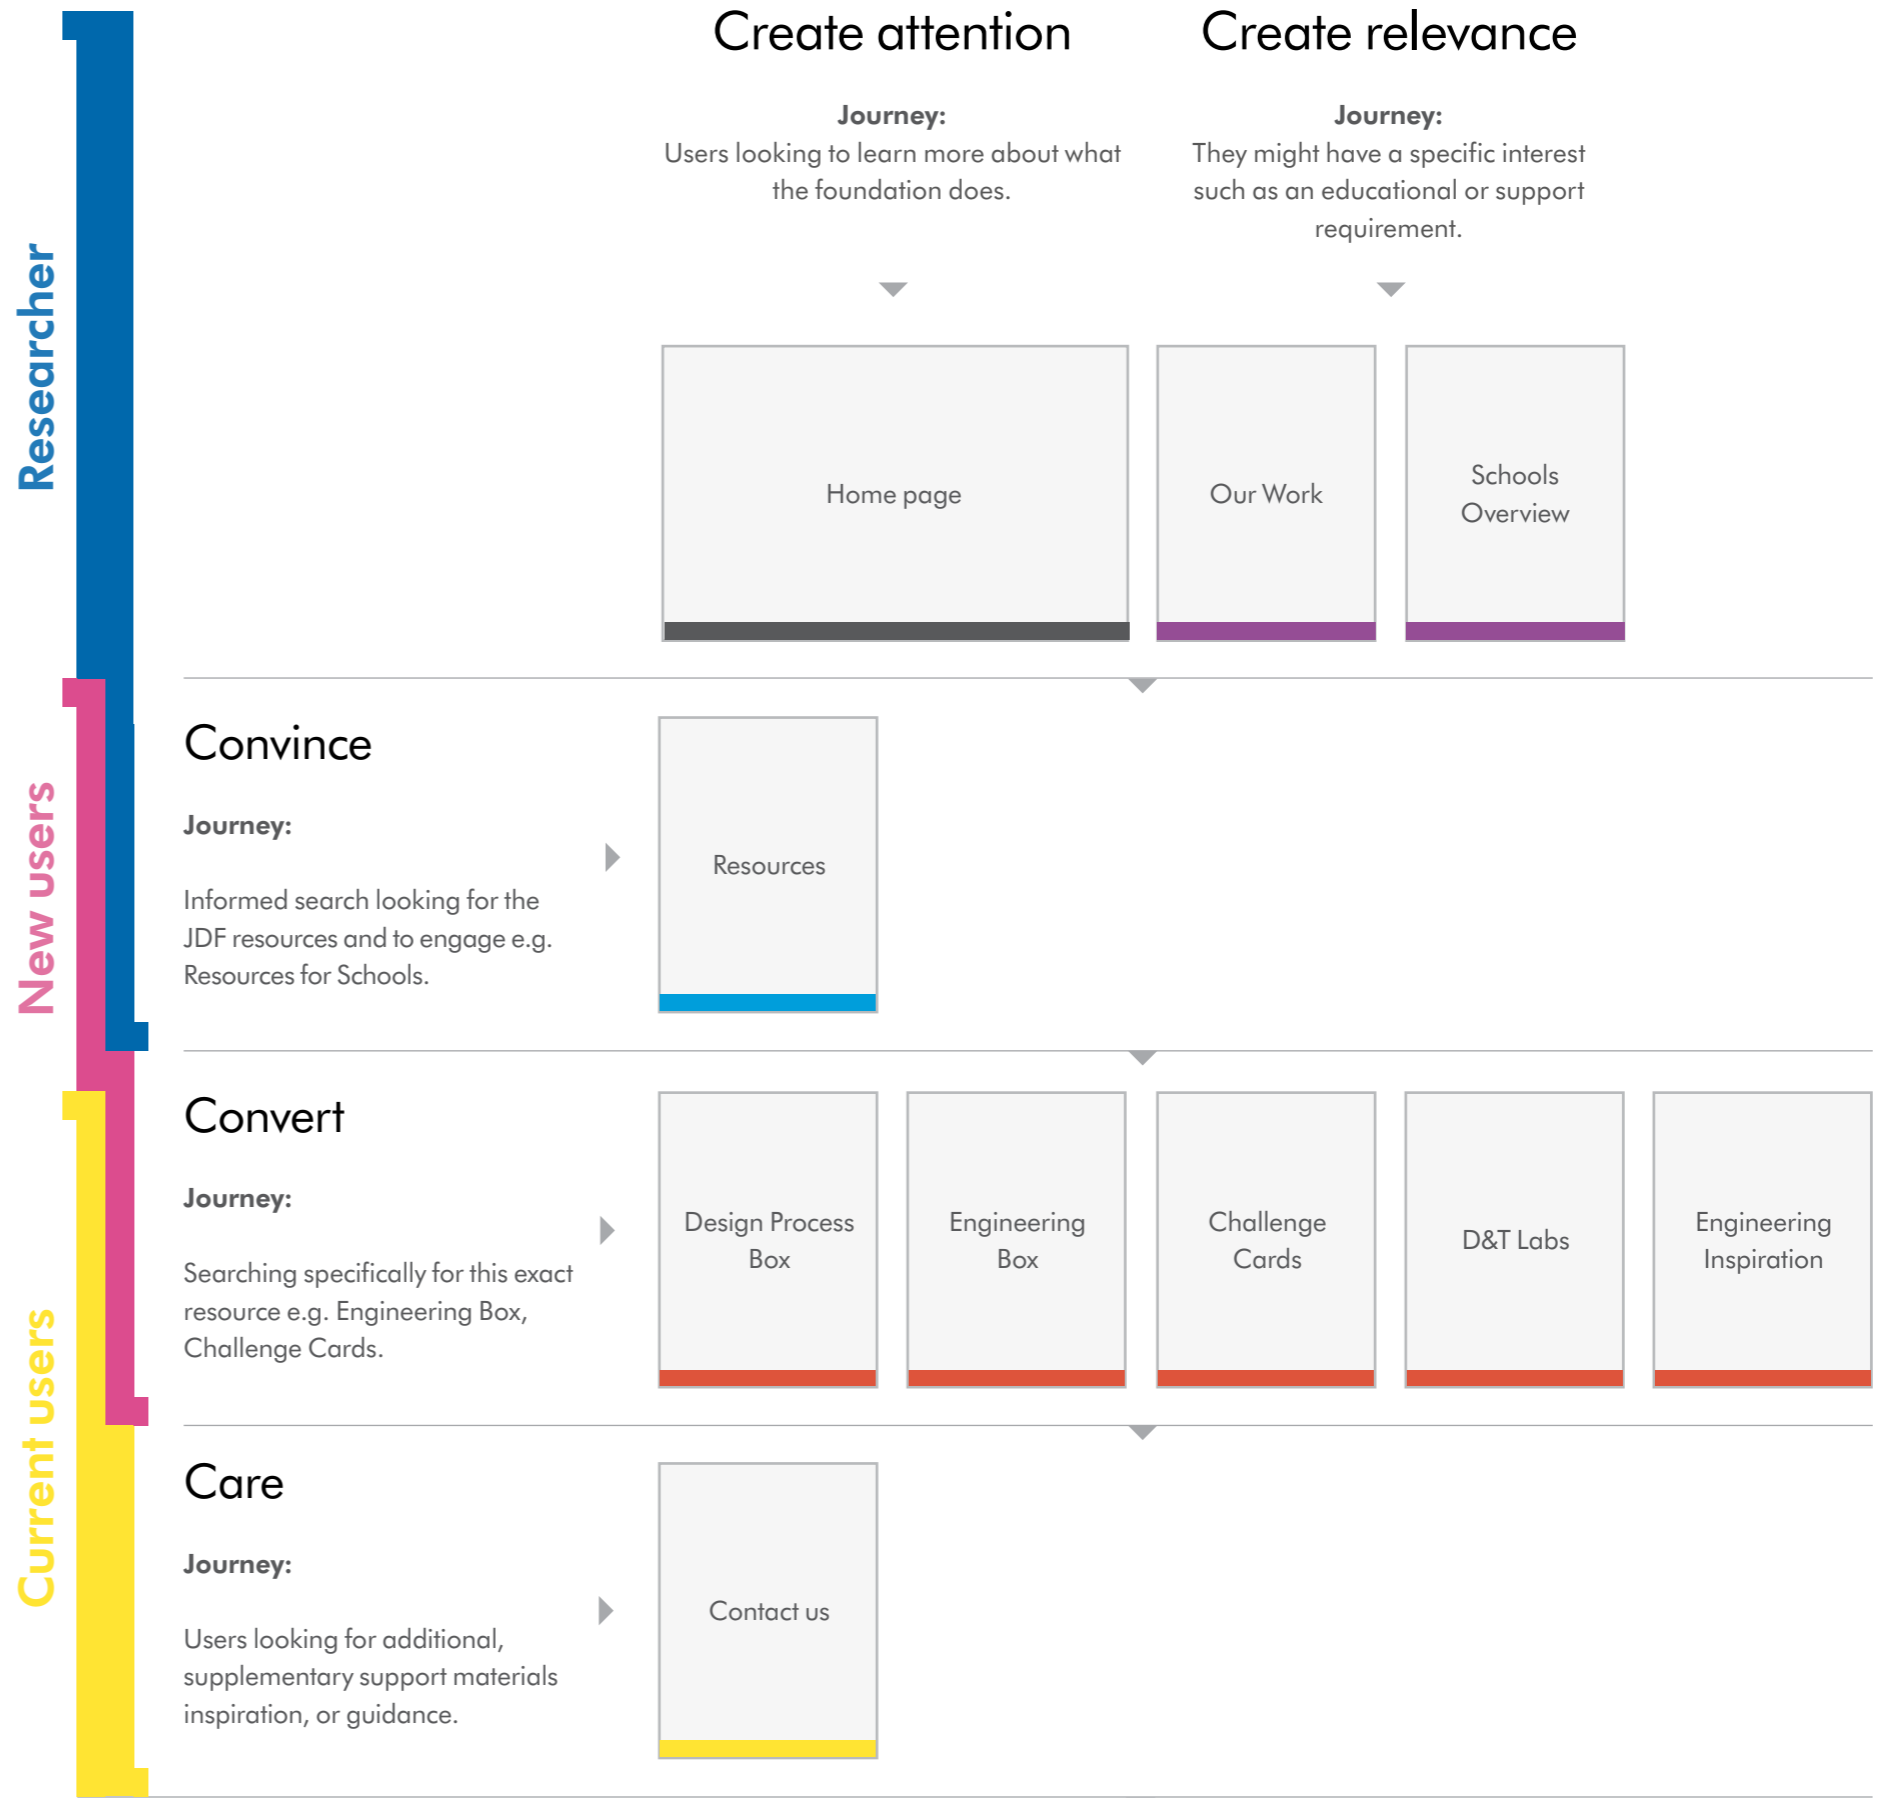 Create attention
Journey:
Users looking to learn more about what
the foundation does.
Create relevance
Journey:
They might have a specific interest
such as an educational or support
requirement.
Researcher
Home page
Our Work
Schools
Overview
New users
Convince
Journey:
Informed search looking for the
JDF resources and to engage e.g.
Resources for Schools.
Resources
Current users
Convert
Journey:
Searching specifically for this exact
resource e.g. Engineering Box,
Challenge Cards.
Design Process
Box
Engineering
Box
Challenge
Cards
D&T Labs
Engineering
Inspiration
Care
Journey:
Users looking for additional,
supplementary support materials
inspiration, or guidance.
Contact us